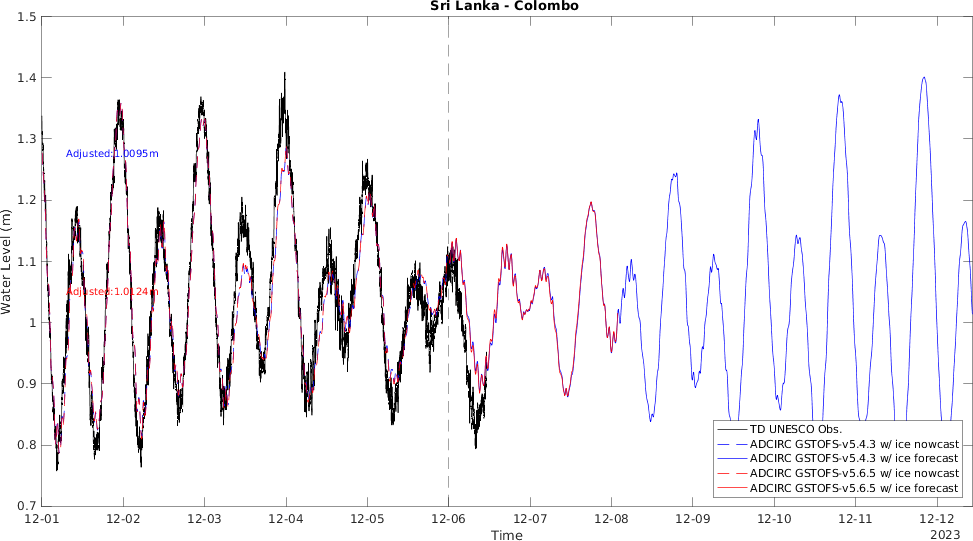 Sri Lanka - Colombo
1.5
1.4
1.3
1.2
1.1
1
0.9
0.8
0.7
Water Level (m)
Adjusted:1.0095m
Adjusted:1.0124m
TD UNESCO Obs.
ADCIRC GSTOFS-v5.4.3 w/ ice nowcast
ADCIRC GSTOFS-v5.4.3 w/ ice forecast
ADCIRC GSTOFS-v5.6.5 w/ ice nowcast
ADCIRC GSTOFS-v5.6.5 w/ ice forecast
12-01 12-02 12-03 12-04 12-05 12-06 12-07 12-08 12-09 12-10 12-11 12-12
2023
Time